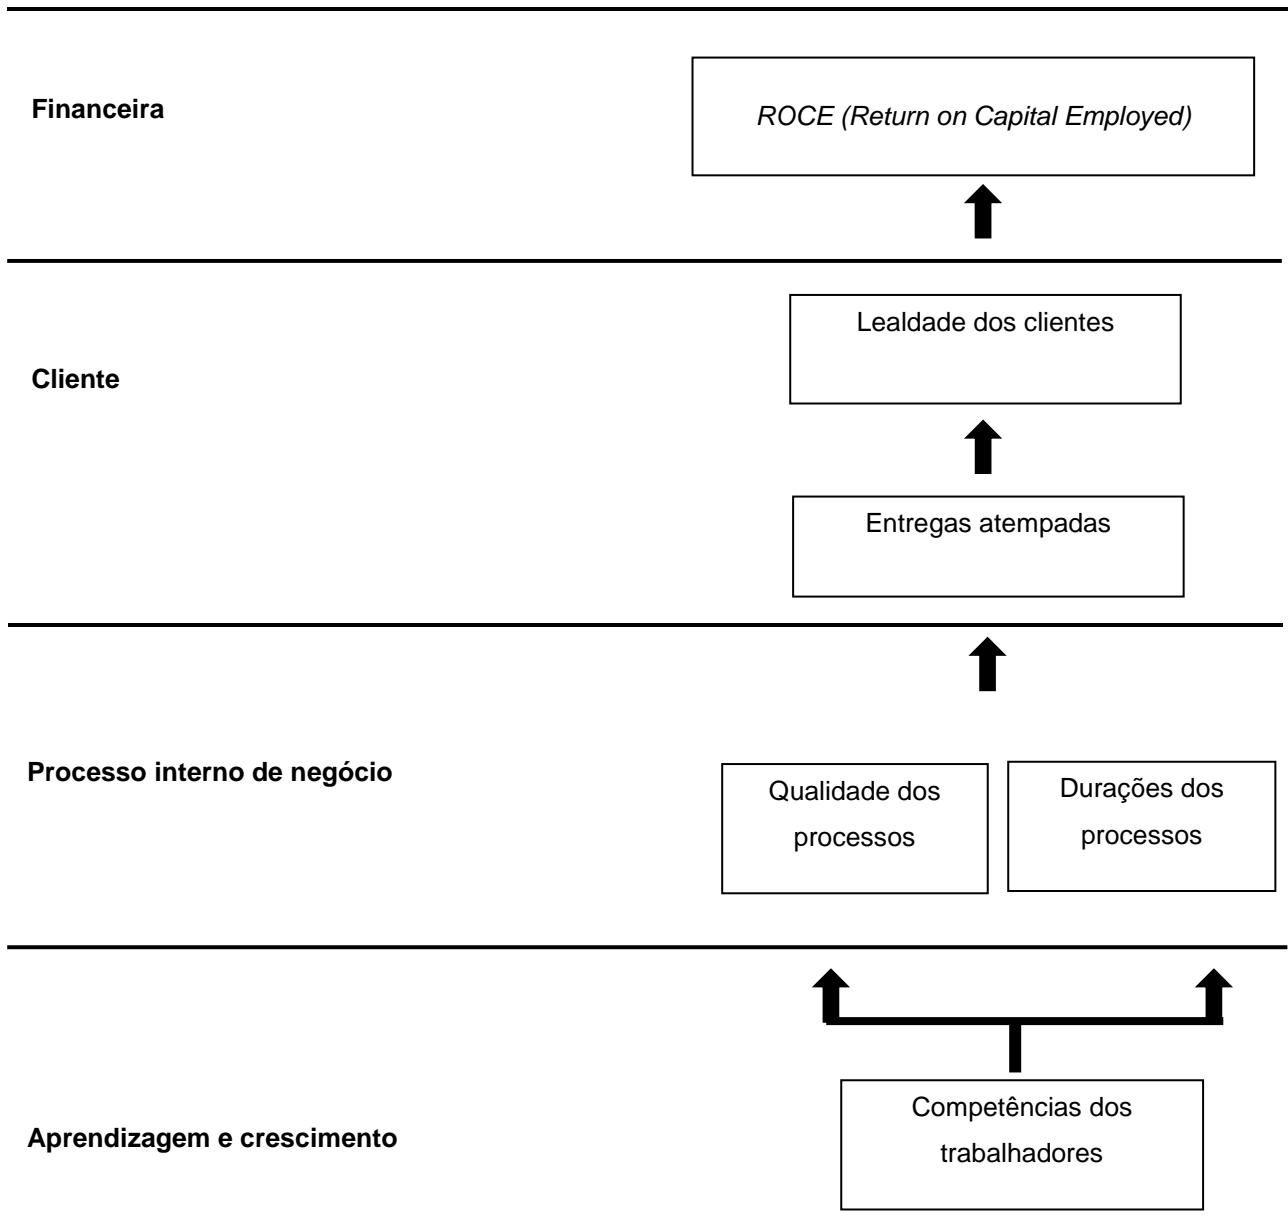 Financeira
ROCE (Return on Capital Employed)
Lealdade dos clientes
Cliente
Entregas atempadas
Processo interno de negócio
Qualidade dos
processos
Durações dos
processos
Competências dos
trabalhadores
Aprendizagem e crescimento